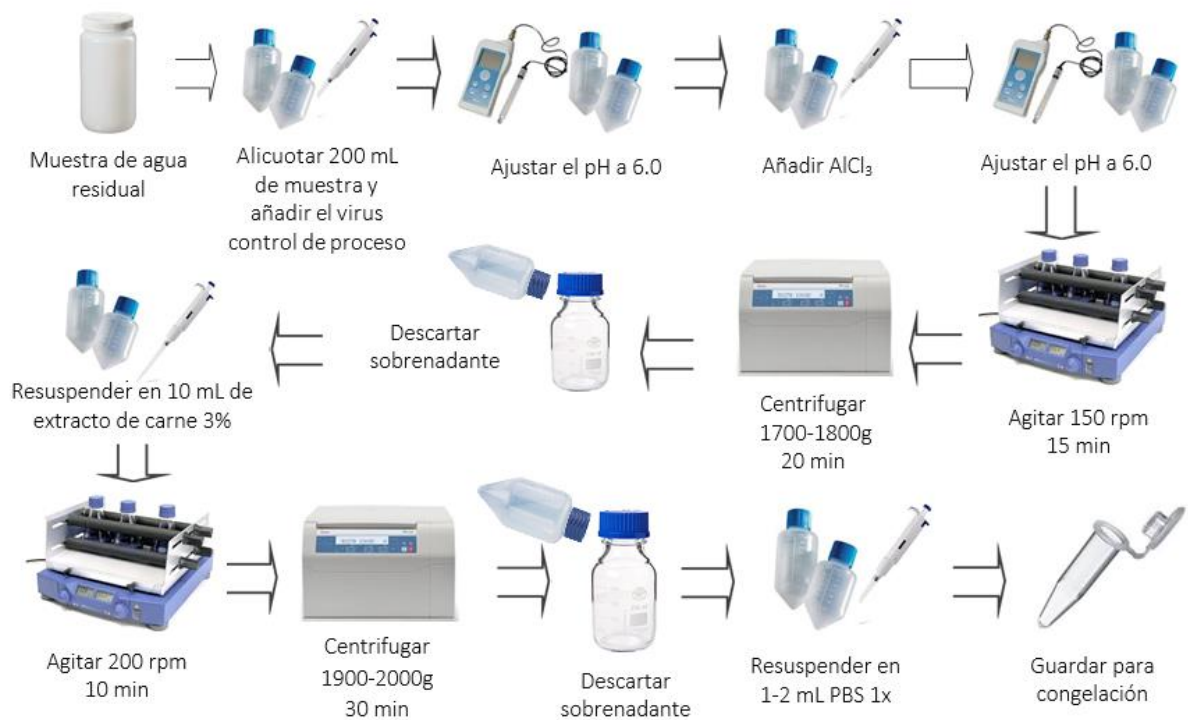 Muestra de agua
residual
Alicuotar 200 mL
de muestra y
añadir el virus
control de proceso
Ajustar el pH a 6.0
Añadir AlCl₃
Ajustar el pH a 6.0
Agitar 150 rpm
15 min
Centrifugar
1700-1800g
20 min
Descartar
sobrenadante
Resuspender en 10 mL de
extracto de carne 3%
Agitar 200 rpm
10 min
Centrifugar
1900-2000g
30 min
Descartar
sobrenadante
Resuspender en
1-2 mL PBS 1x
Guardar para
congelación